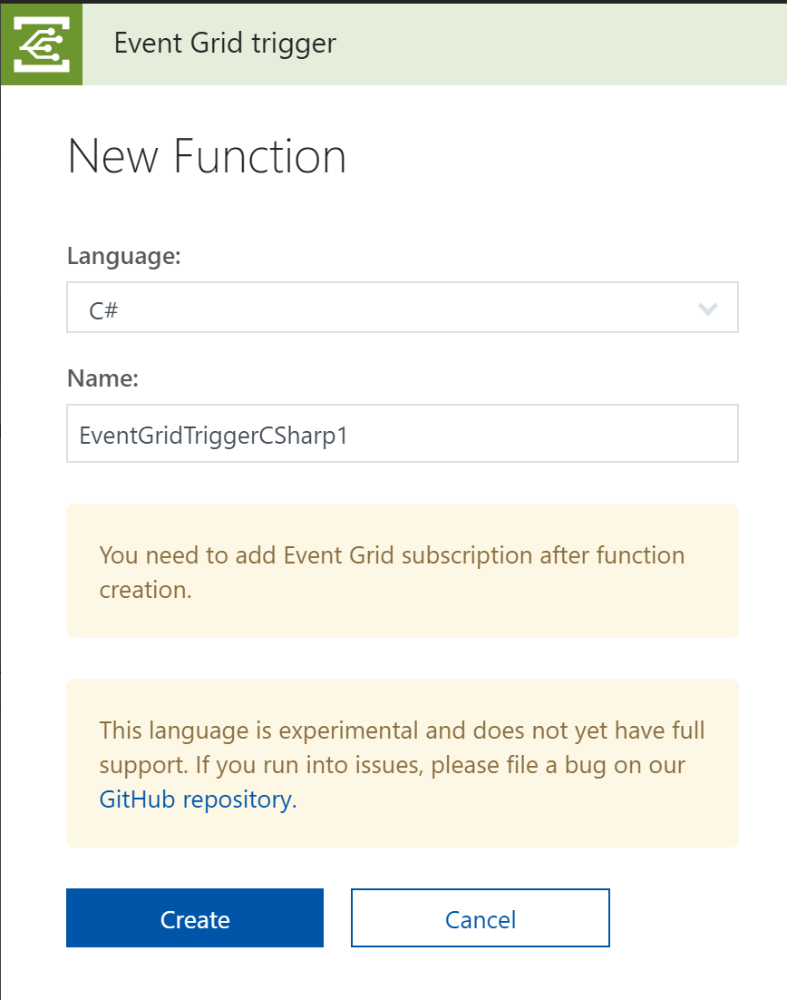 Event Grid trigger
New Function
Language:
C#
Name:
EventGridTriggerCSharp1
You need to add Event Grid subscription after function
creation.
This language is experimental and does not yet have full
support. If you run into issues, please file a bug on our
GitHub repository.
Create
Cancel